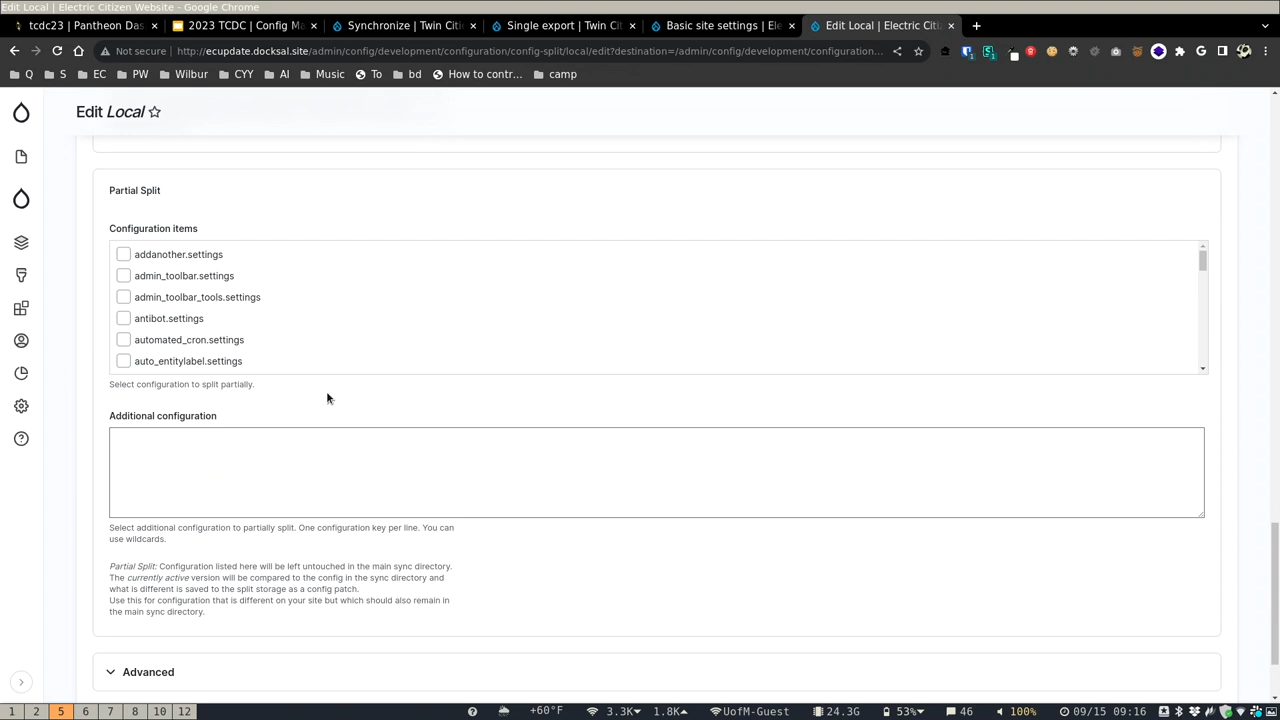 Edit Local | Electric Citizen Website - Google Chrome
tcdc23 | Pantheon Das
2023 TCDC | Config Ma
Synchronize | Twin Citi
Single export | Twin Cit
Basic site settings | Ele
Edit Local | Electric Citiz
Not secure | http://ecupdate.docksal.site/admin/config/development/configuration/config-split/local/edit?destination=/admin/config/development/configuration...
Q S EC PW Wilbur CYY AI Music To bd How to contr... camp
Edit Local
Partial Split
Configuration items
addanother.settings
admin_toolbar.settings
admin_toolbar_tools.settings
antibot.settings
automated_cron.settings
auto_entitylabel.settings
Select configuration to split partially.
Additional configuration
Select additional configuration to partially split. One configuration key per line. You can
use wildcards.
Partial Split: Configuration listed here will be left untouched in the main sync directory.
The currently active version will be compared to the config in the sync directory and
what is different is saved to the split storage as a config patch.
Use this for configuration that is different on your site but which should also remain in
the main sync directory.
Advanced
1 2 5 6 7 8 10 12 +60°F 3.3K 1.8K UofM-Guest 24.3G 53% 46 100% 09/15 09:16